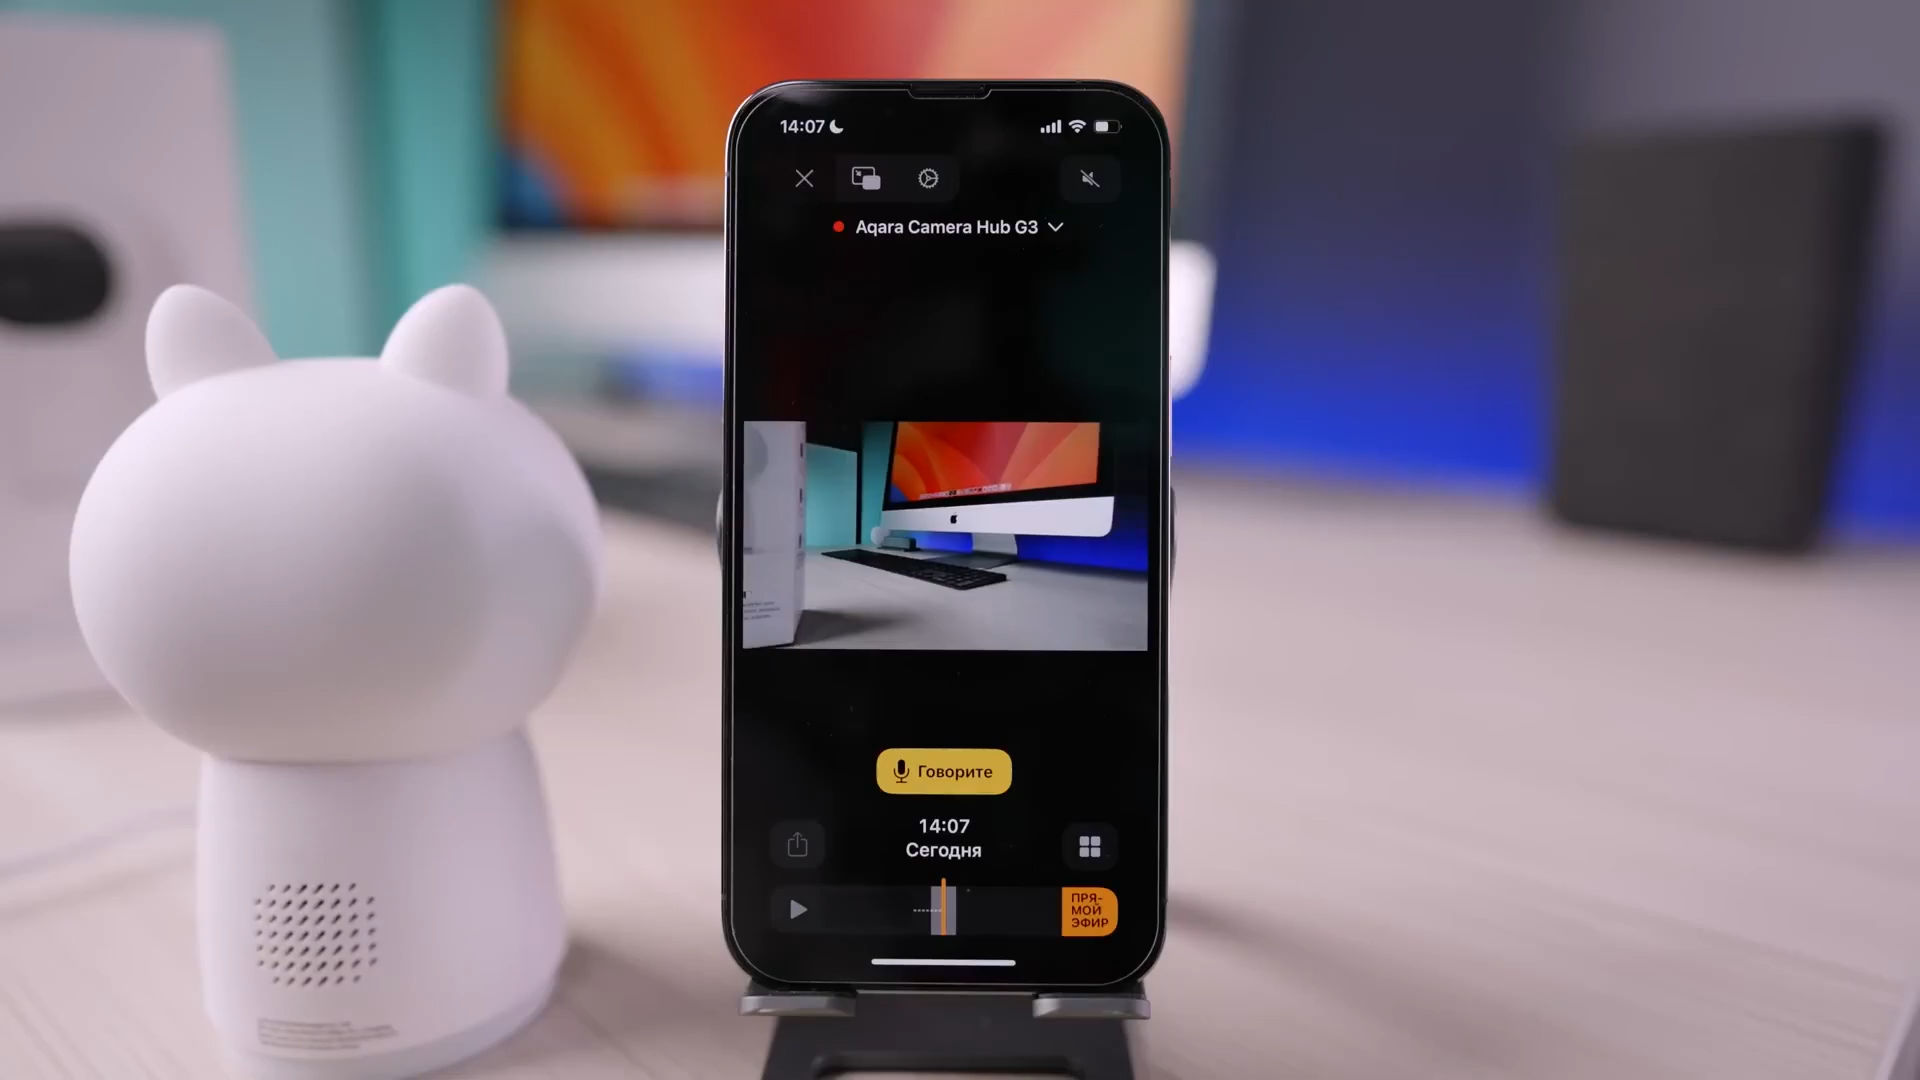 14:07
Aqara Camera Hub G3
Говорите
14:07
Сегодня
ПРЯ-
МОЙ
ЭФИР